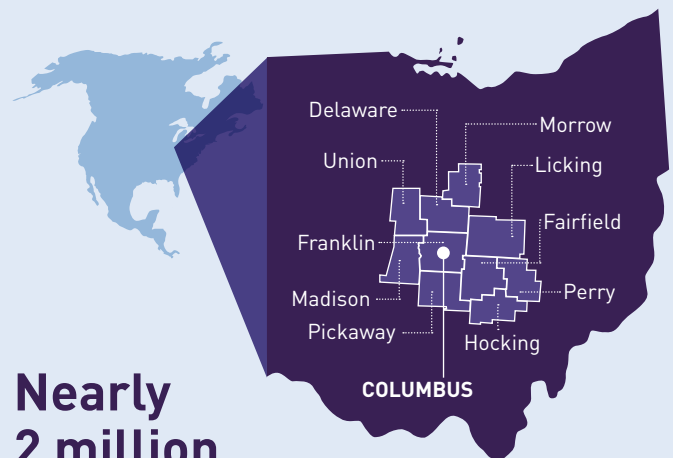 Delaware
Morrow
Union
Licking
Fairfield
Franklin
Madison
Perry
Pickaway
Hocking
COLUMBUS
Nearly
2 million